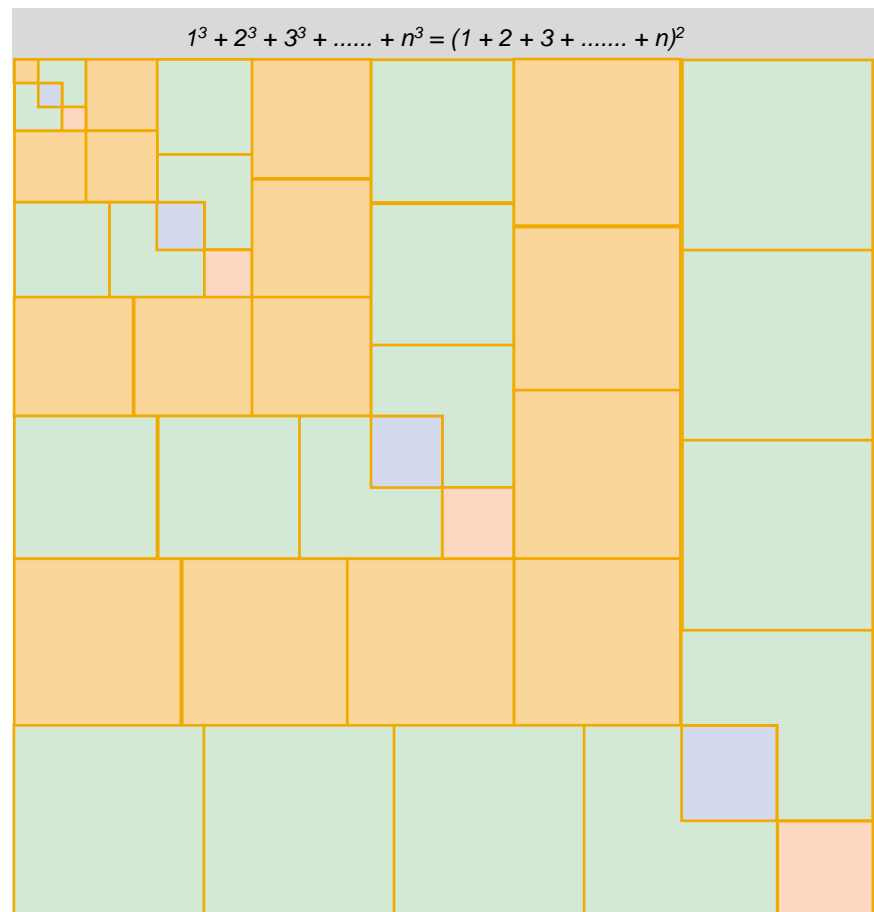 1³ + 2³ + 3³ + ...... + n³ = (1 + 2 + 3 + ....... + n)²